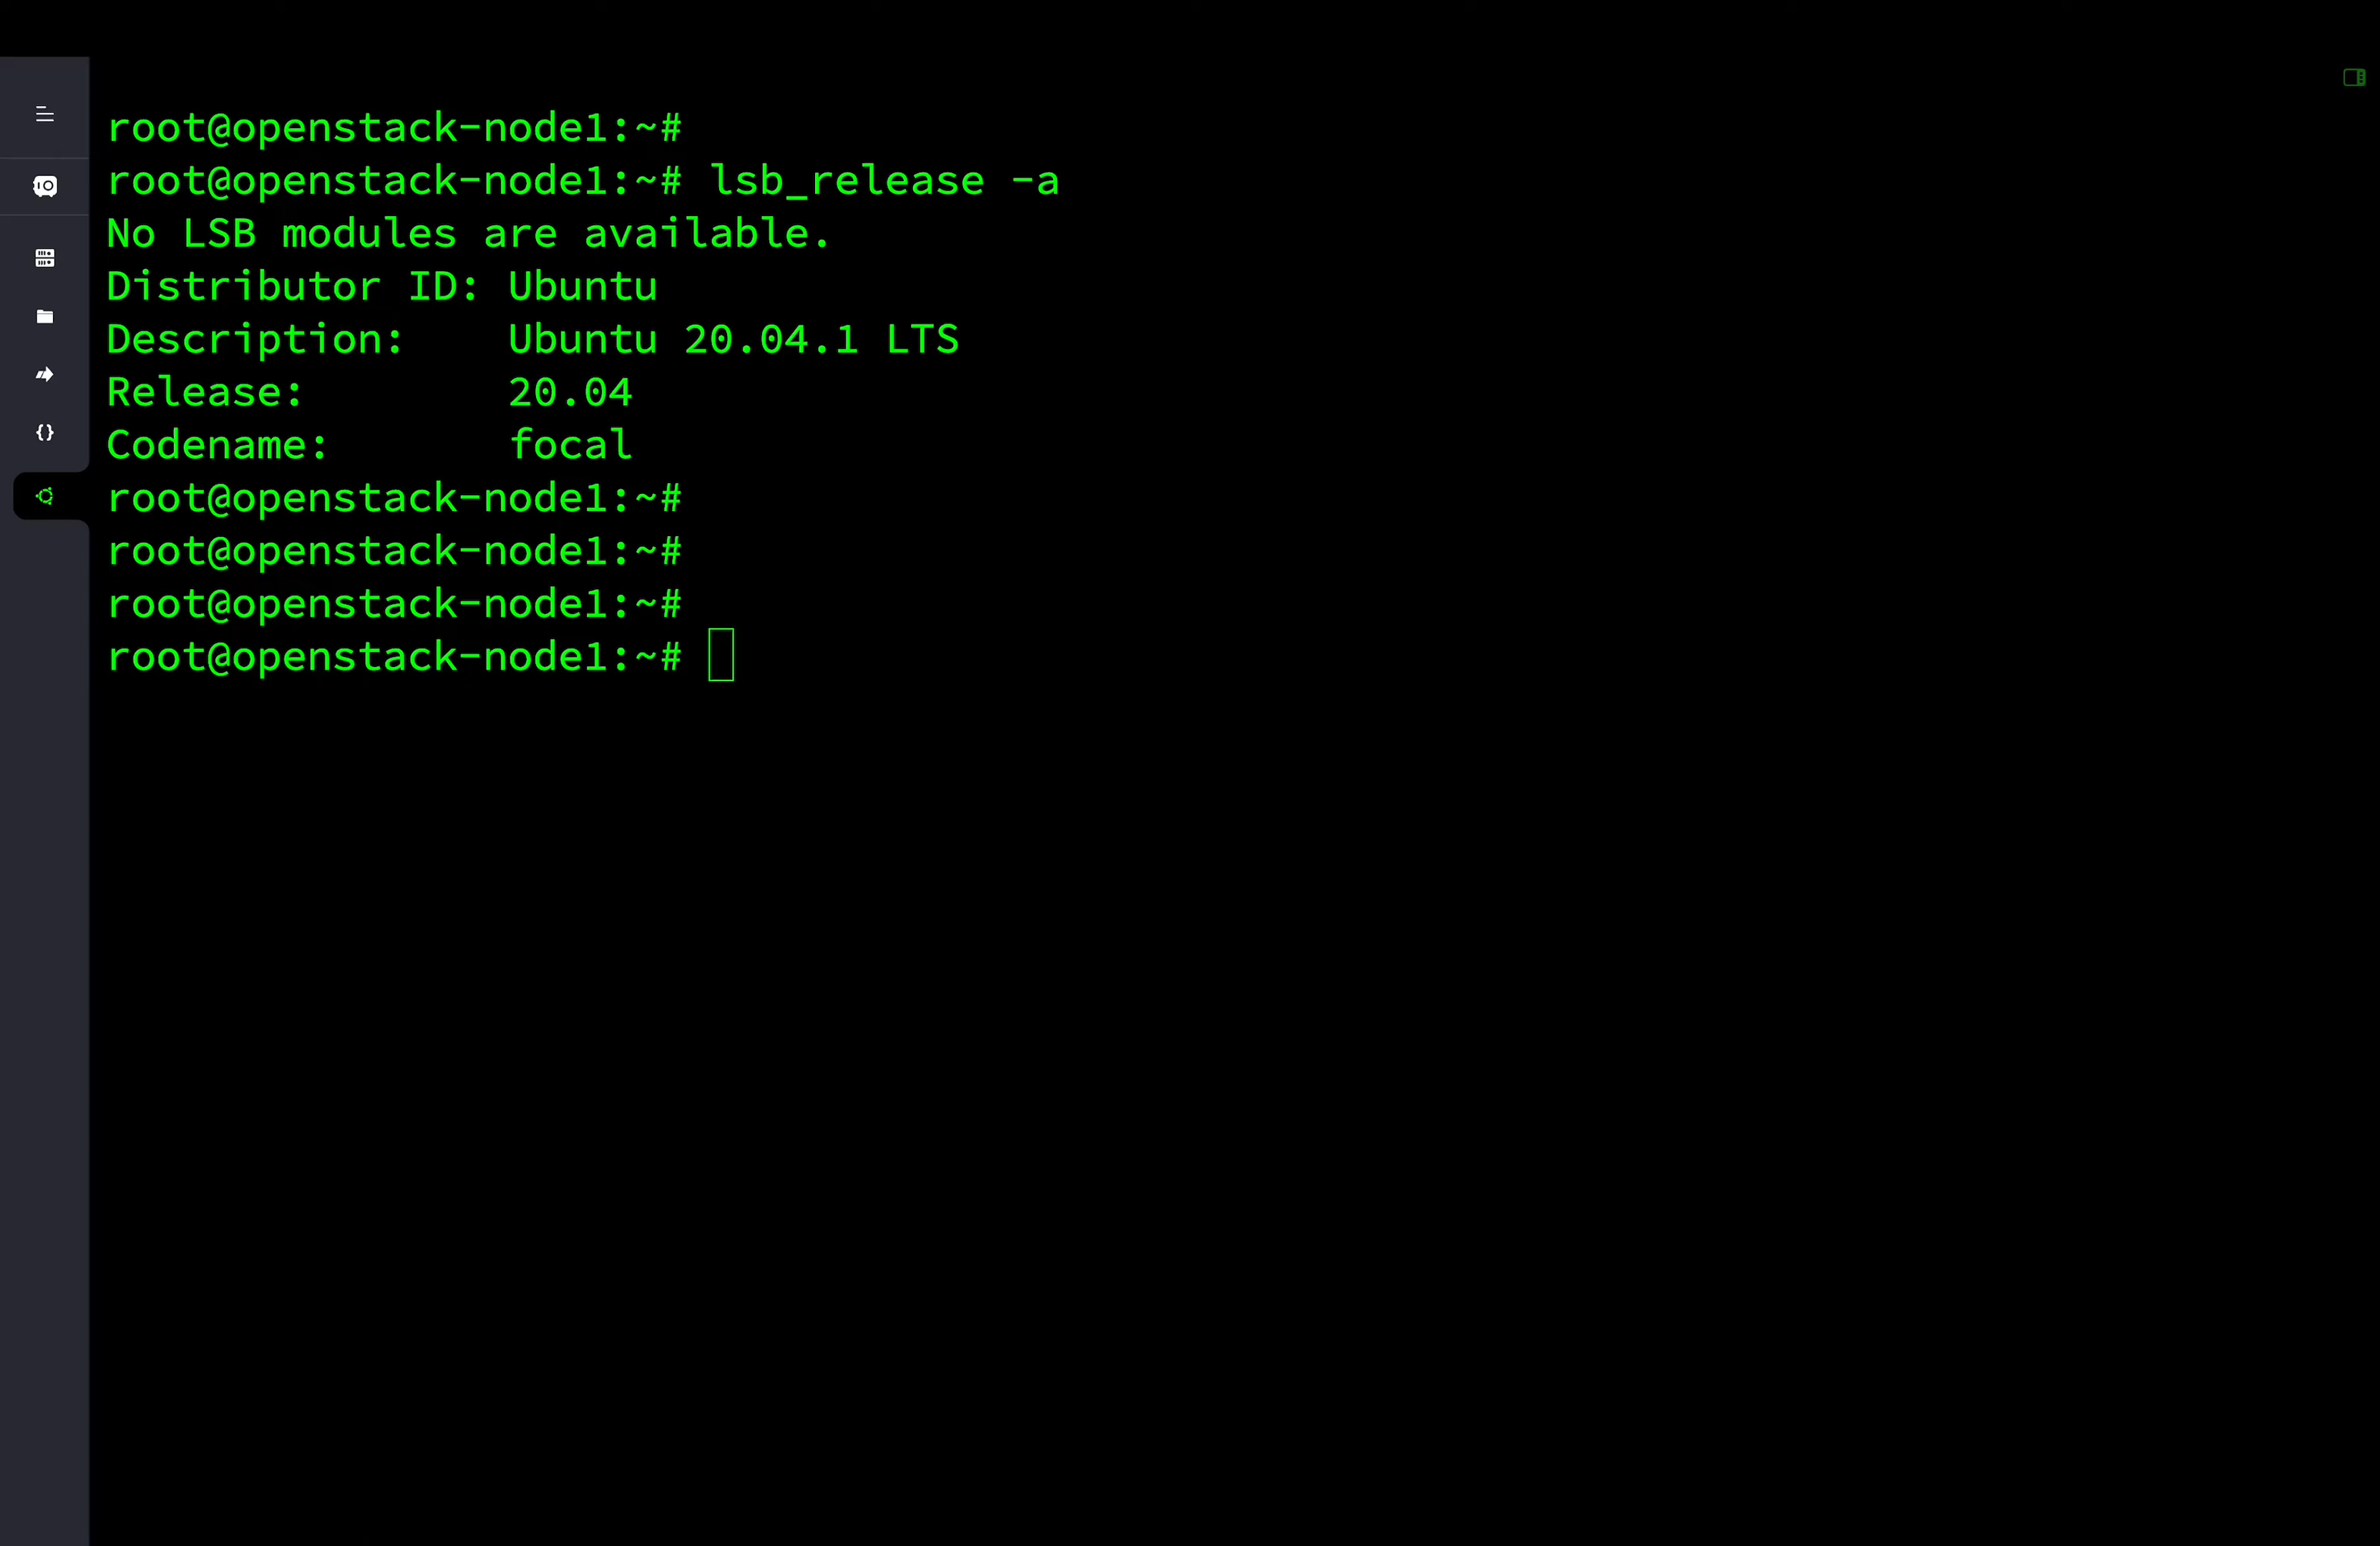 root@openstack-node1:~#
root@openstack-node1:~# lsb_release -a
No LSB modules are available.
Distributor ID: Ubuntu
Description:    Ubuntu 20.04.1 LTS
Release:        20.04
Codename:       focal
root@openstack-node1:~#
root@openstack-node1:~#
root@openstack-node1:~#
root@openstack-node1:~#